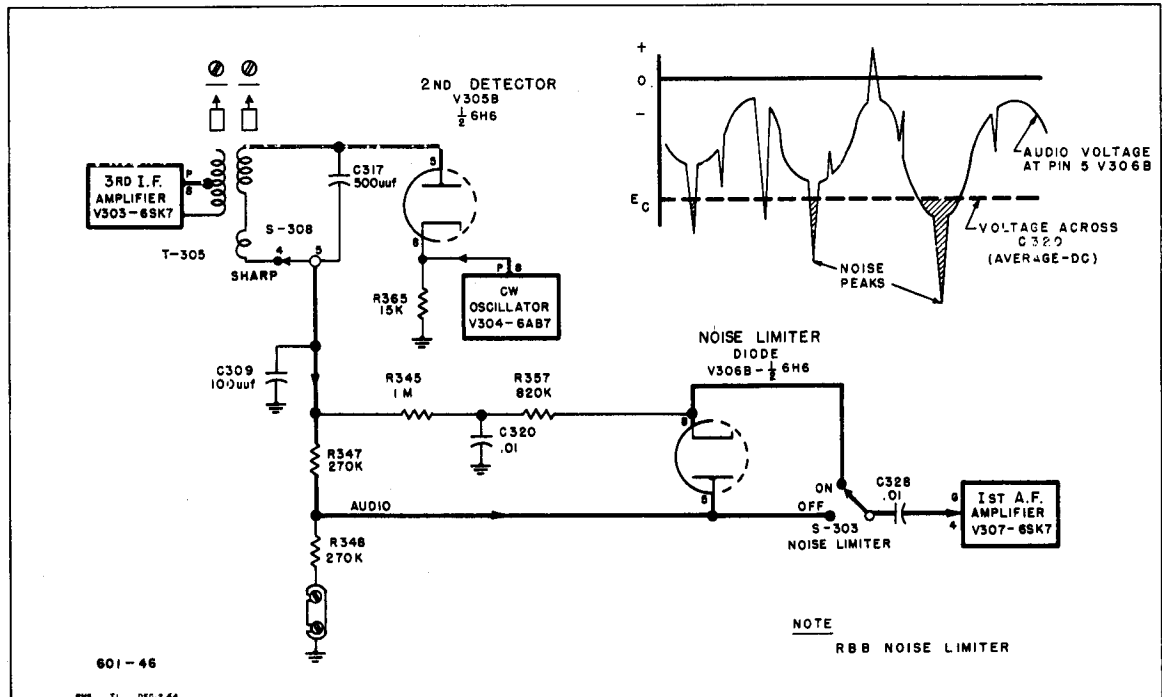 2ND DETECTOR
V305B
½ 6H6
C317
500uuf
5
3RD I.F.
AMPLIFIER
V303-6SK7
P
8
T-305
S-308
4
5
SHARP
8
R365
15K
P
8
CW
OSCILLATOR
V304-6AB7
C309
100uuf
R345
1 M
R357
820K
C320
.01
R347
270K
AUDIO
R348
270K
NOISE LIMITER
DIODE
V306B-½ 6H6
8
5
ON
OFF
S-303
NOISE LIMITER
C328
.01
G
4
1ST A.F.
AMPLIFIER
V307-6SK7
+
0
-
EC
AUDIO VOLTAGE
AT PIN 5 V306B
VOLTAGE ACROSS
C320
(AVERAGE-DC)
NOISE
PEAKS
NOTE
RBB NOISE LIMITER
601-46